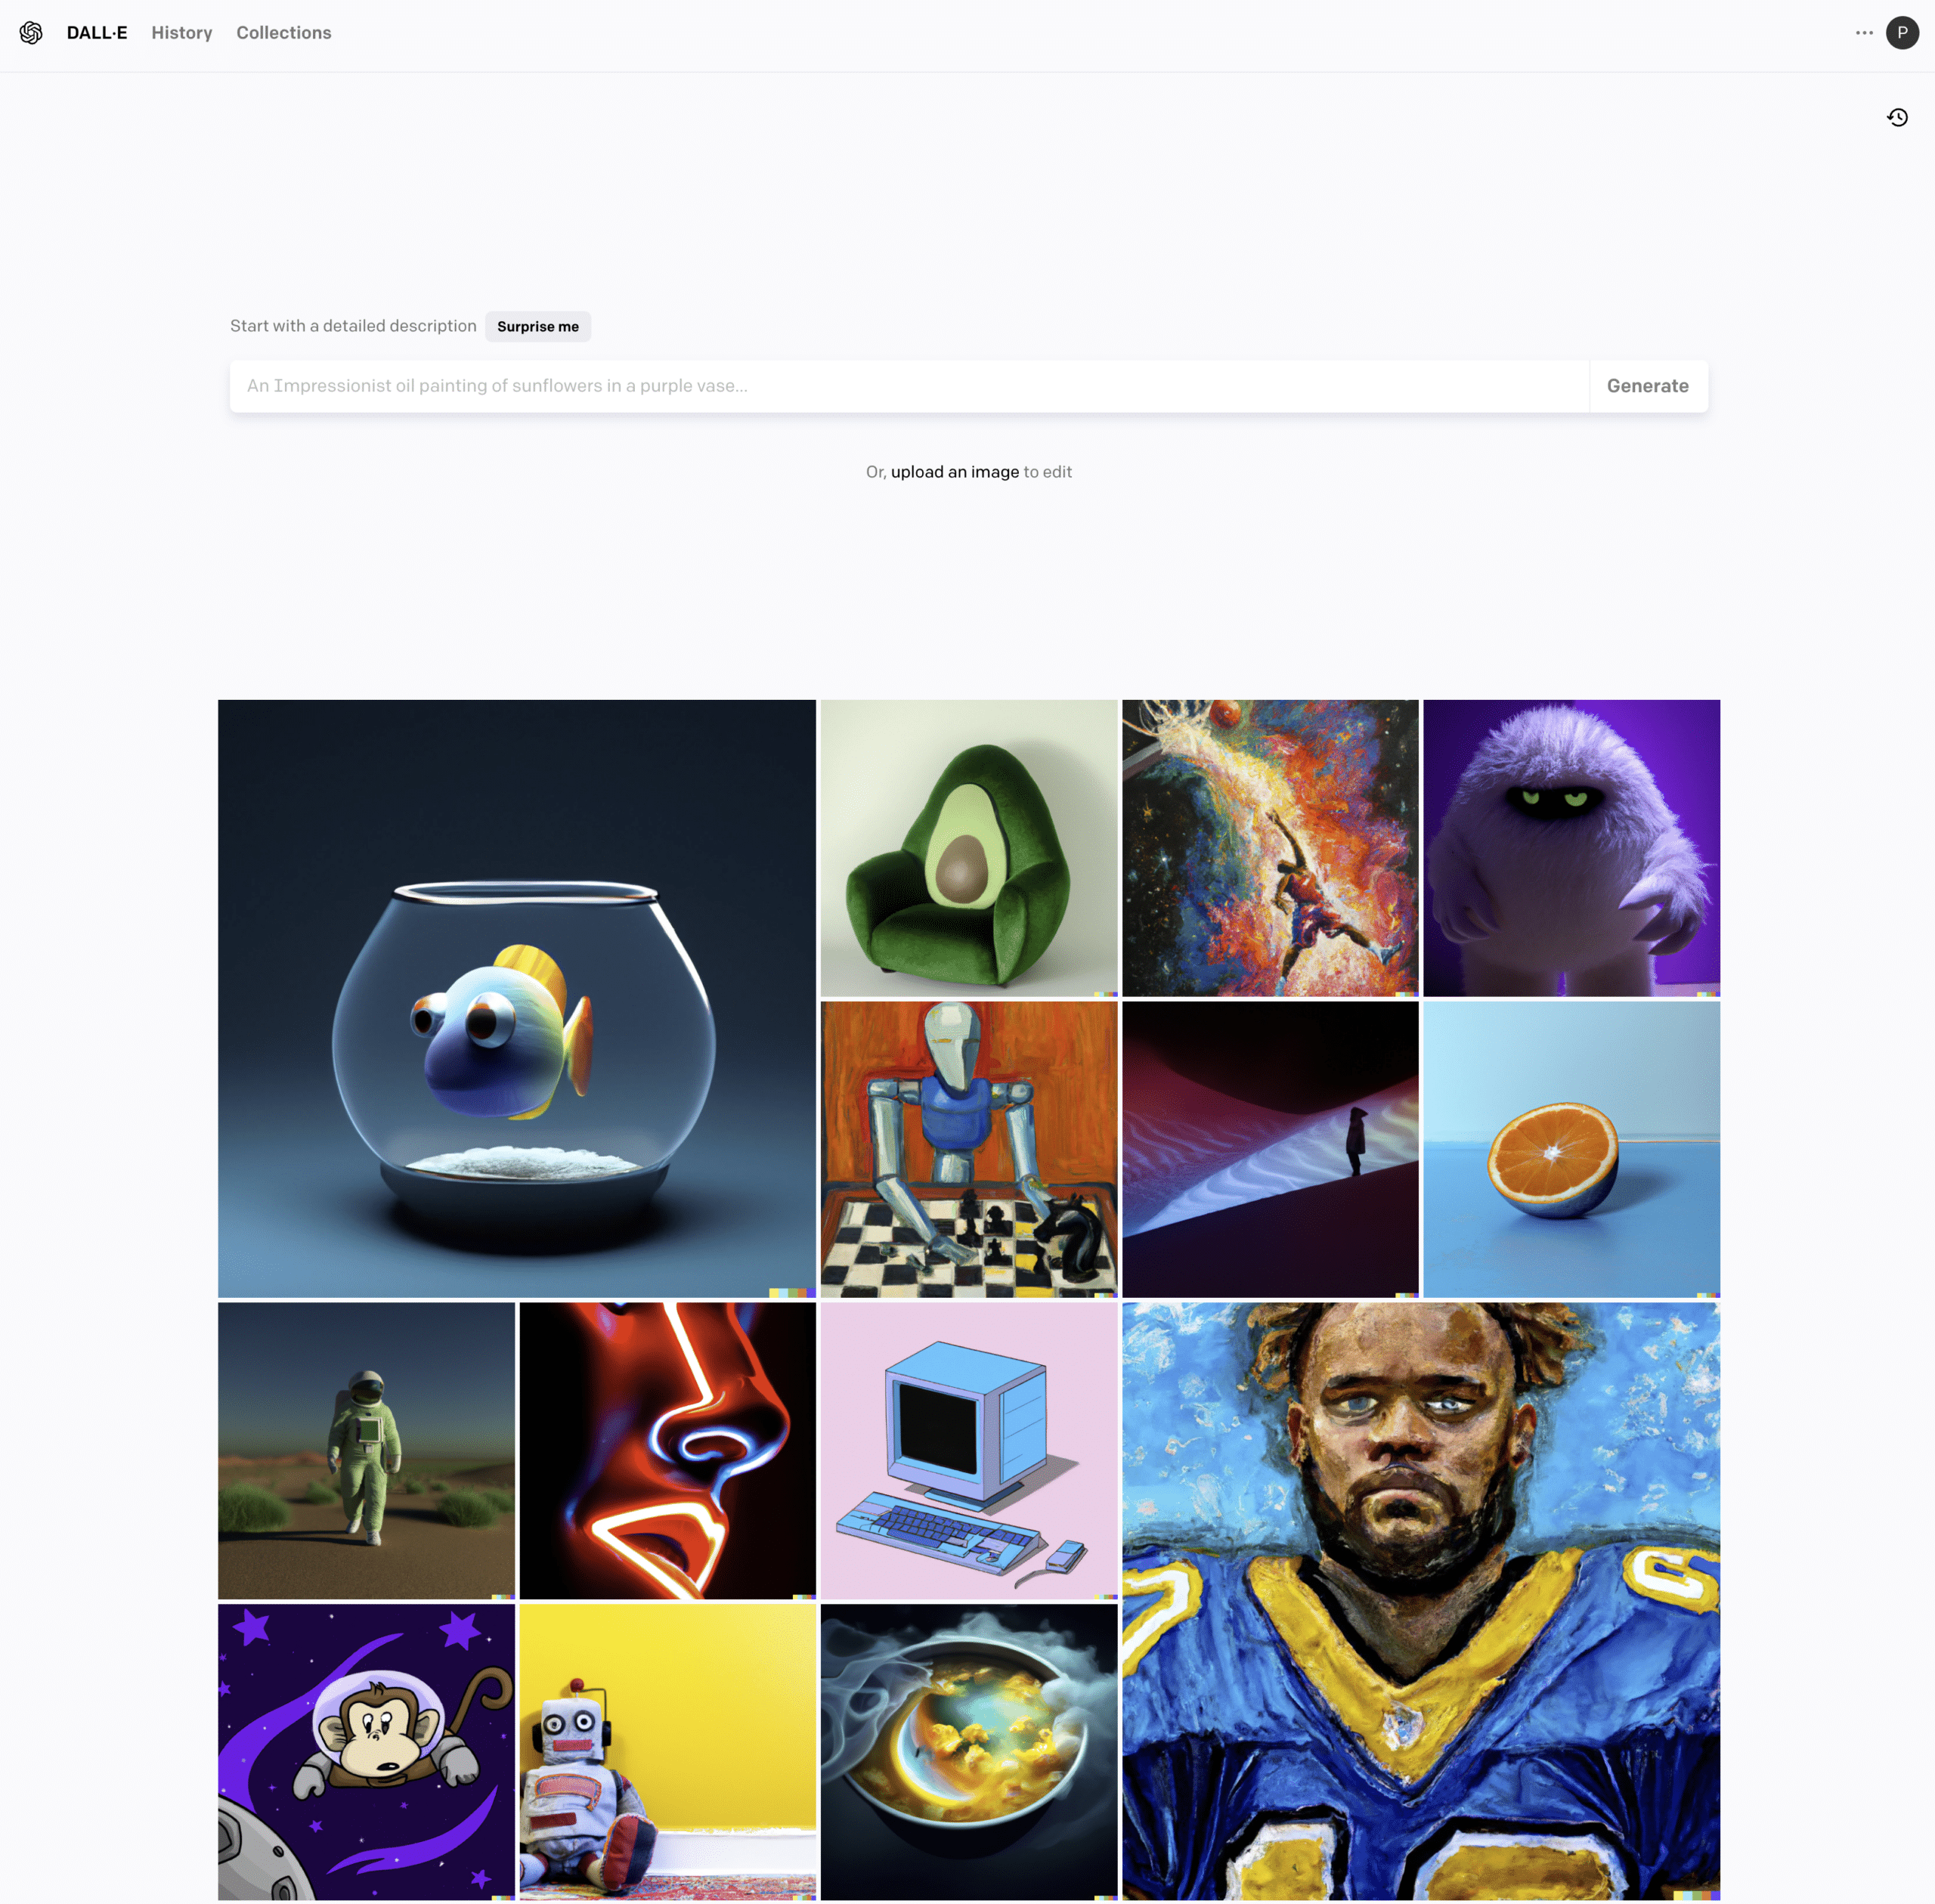 DALL·E History Collections
P
Start with a detailed description Surprise me
An Impressionist oil painting of sunflowers in a purple vase...
Generate
Or, upload an image to edit